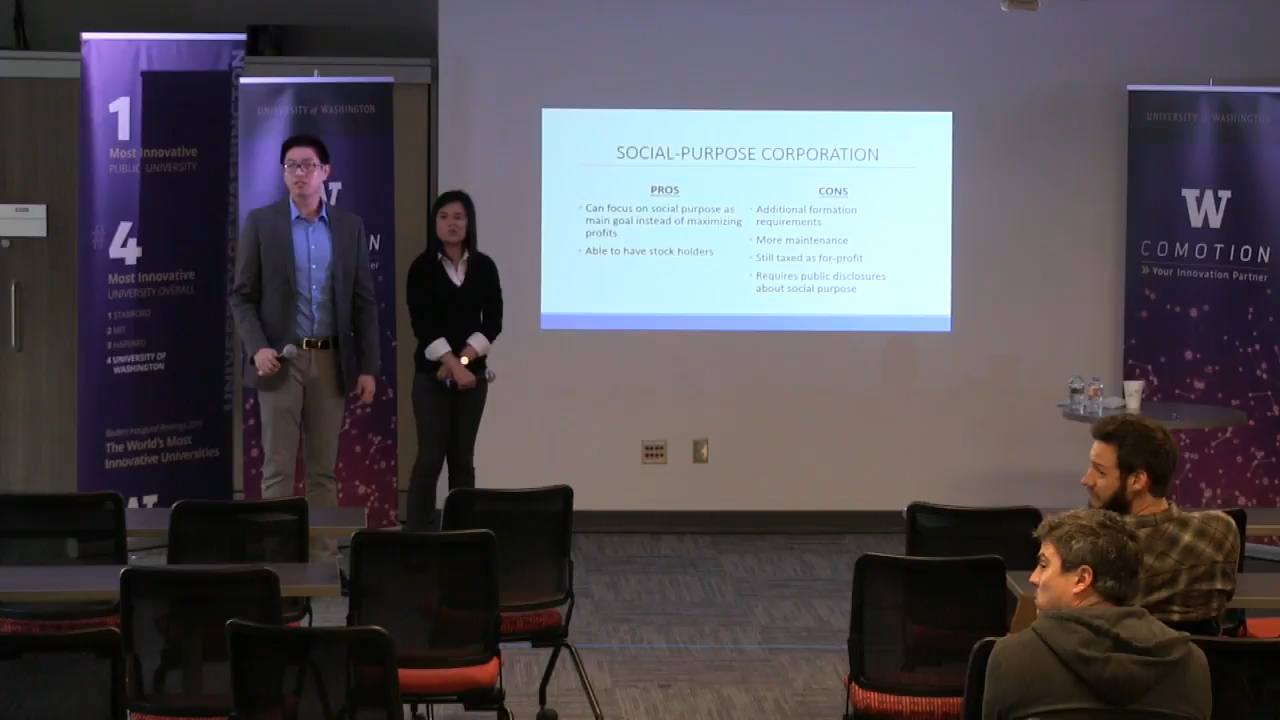 1
Most Innovative
PUBLIC UNIVERSITY
#4
Most Innovative
UNIVERSITY OVERALL
1 STANFORD
2 MIT
3 HARVARD
4 UNIVERSITY OF
WASHINGTON
The World's Most
Innovative Universities
W
UNIVERSITY of WASHINGTON
W
N
er
SOCIAL-PURPOSE CORPORATION
PROS
Can focus on social purpose as
main goal instead of maximizing
profits
Able to have stock holders
CONS
Additional formation
requirements
More maintenance
Still taxed as for-profit
Requires public disclosures
about social purpose
UNIVERSITY of WASHINGTON
W
COMOTION
» Your Innovation Partner